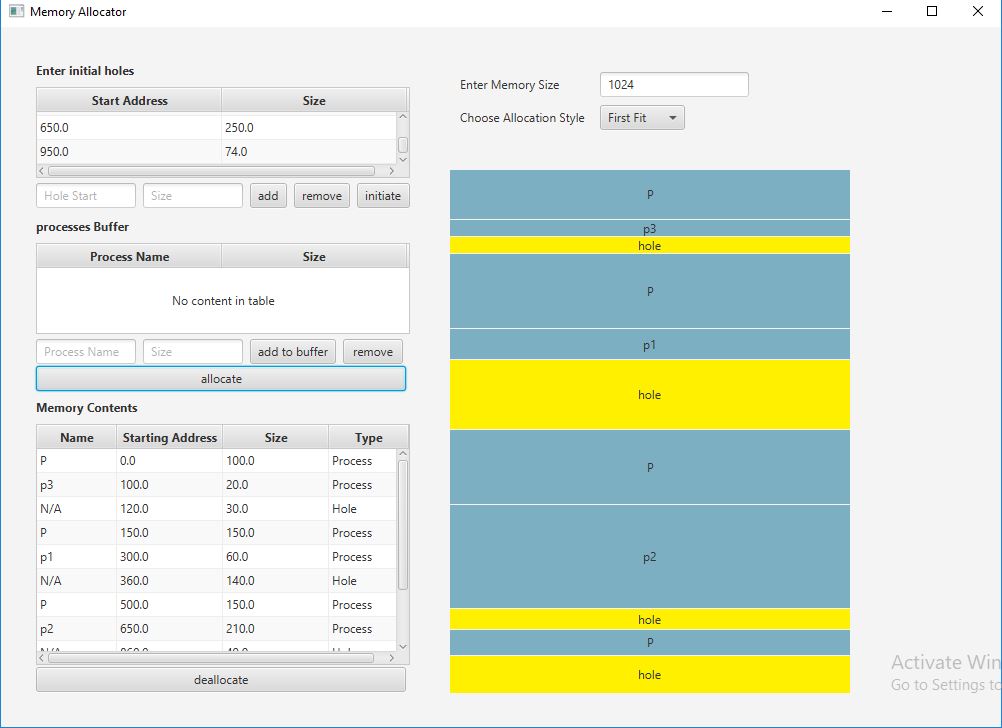 Memory Allocator
Enter initial holes
Start Address Size
650.0 250.0
950.0 74.0
Hole Start Size add remove initiate
processes Buffer
Process Name Size
No content in table
Process Name Size add to buffer remove
allocate
Memory Contents
Name Starting Address Size Type
P 0.0 100.0 Process
p3 100.0 20.0 Process
N/A 120.0 30.0 Hole
P 150.0 150.0 Process
p1 300.0 60.0 Process
N/A 360.0 140.0 Hole
P 500.0 150.0 Process
p2 650.0 210.0 Process
deallocate
Enter Memory Size 1024
Choose Allocation Style First Fit
P
p3
hole
P
p1
hole
P
p2
hole
P
hole
Activate Win
Go to Settings to